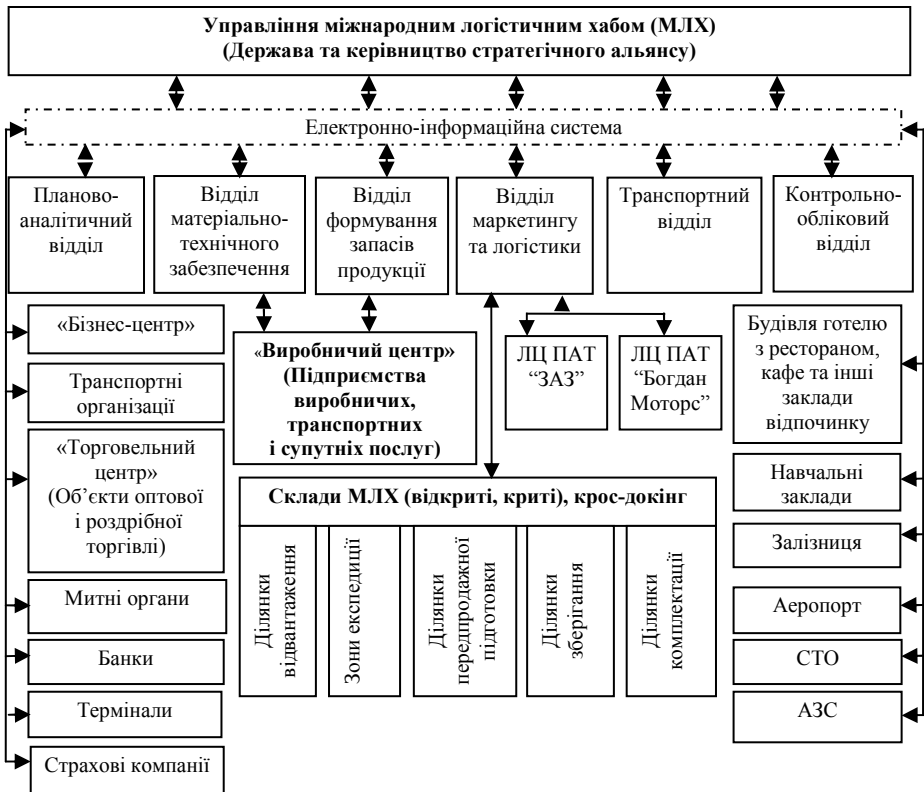 Управління міжнародним логістичним хабом (МЛХ)
(Держава та керівництво стратегічного альянсу)
Електронно-інформаційна система
Планово-
аналітичний
відділ
Відділ
матеріально-
технічного
забезпечення
Відділ
формування
запасів
продукції
Відділ
маркетингу
та логістики
Транспортний
відділ
Контрольно-
обліковий
відділ
«Бізнес-центр»
Транспортні
організації
«Торговельний
центр»
(Об’єкти оптової
і роздрібної
торгівлі)
Митні органи
Банки
Термінали
Страхові компанії
«Виробничий центр»
(Підприємства
виробничих,
транспортних
і супутніх послуг)
ЛЦ ПАТ
“ЗАЗ”
ЛЦ ПАТ
“Богдан
Моторс”
Склади МЛХ (відкриті, криті), крос-докінг
Ділянки
відвантаження
Зони експедиції
Ділянки
передпродажної
підготовки
Ділянки
зберігання
Ділянки
комплектації
Будівля готелю
з рестораном,
кафе та інші
заклади
відпочинку
Навчальні
заклади
Залізниця
Аеропорт
СТО
АЗС